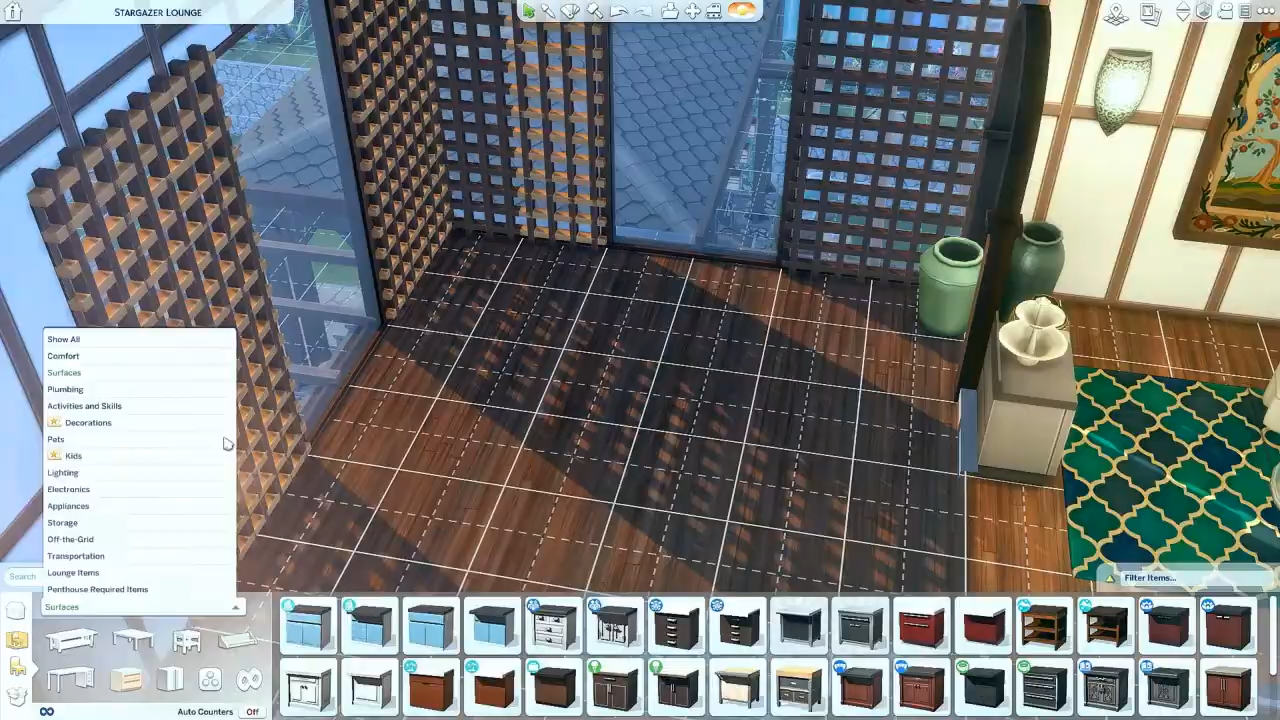 STARGAZER LOUNGE
Show All
Comfort
Surfaces
Plumbing
Activities and Skills
Decorations
Pets
Kids
Lighting
Electronics
Appliances
Storage
Off-the-Grid
Transportation
Lounge Items
Penthouse Required Items
Search
Surfaces
Filter Items...
Auto Counters Off